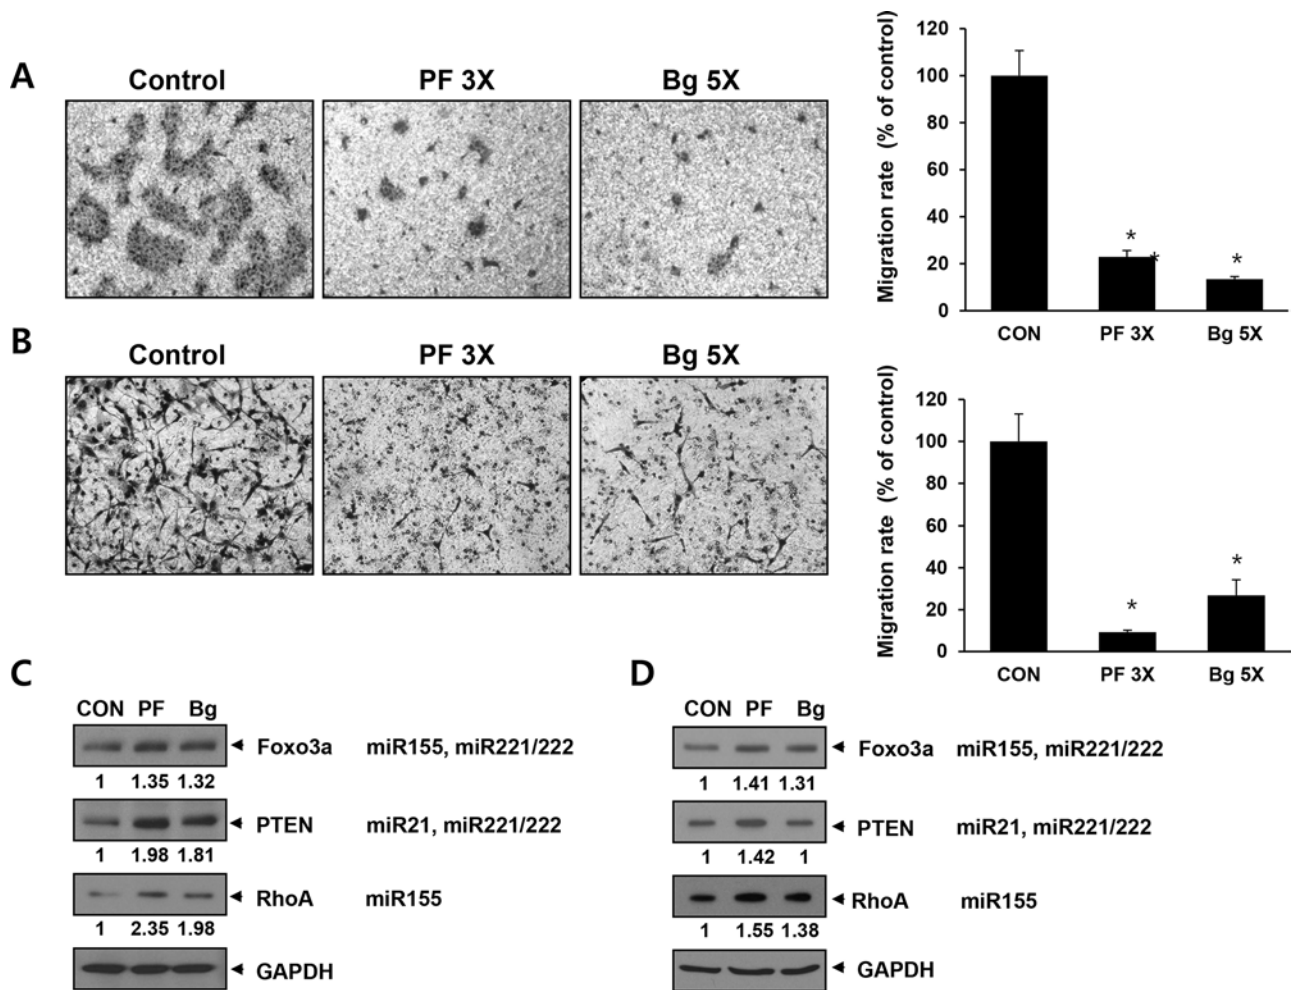 A
Control PF 3X Bg 5X
Migration rate (% of control)
120
100
80
60
40
20
0
* * *
CON PF 3X Bg 5X
B
Control PF 3X Bg 5X
Migration rate (% of control)
120
100
80
60
40
20
0
* *
CON PF 3X Bg 5X
C
CON PF Bg
Foxo3a miR155, miR221/222
1 1.35 1.32
PTEN miR21, miR221/222
1 1.98 1.81
RhoA miR155
1 2.35 1.98
GAPDH
D
CON PF Bg
Foxo3a miR155, miR221/222
1 1.41 1.31
PTEN miR21, miR221/222
1 1.42 1
RhoA miR155
1 1.55 1.38
GAPDH